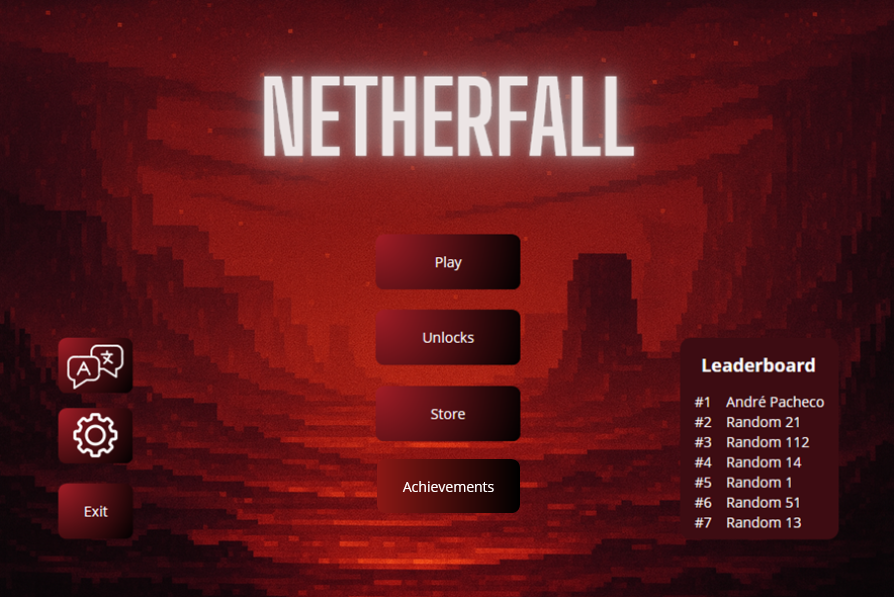 NETHERFALL
Play
Unlocks
Store
Achievements
A 文
Exit
Leaderboard
#1 André Pacheco
#2 Random 21
#3 Random 112
#4 Random 14
#5 Random 1
#6 Random 51
#7 Random 13